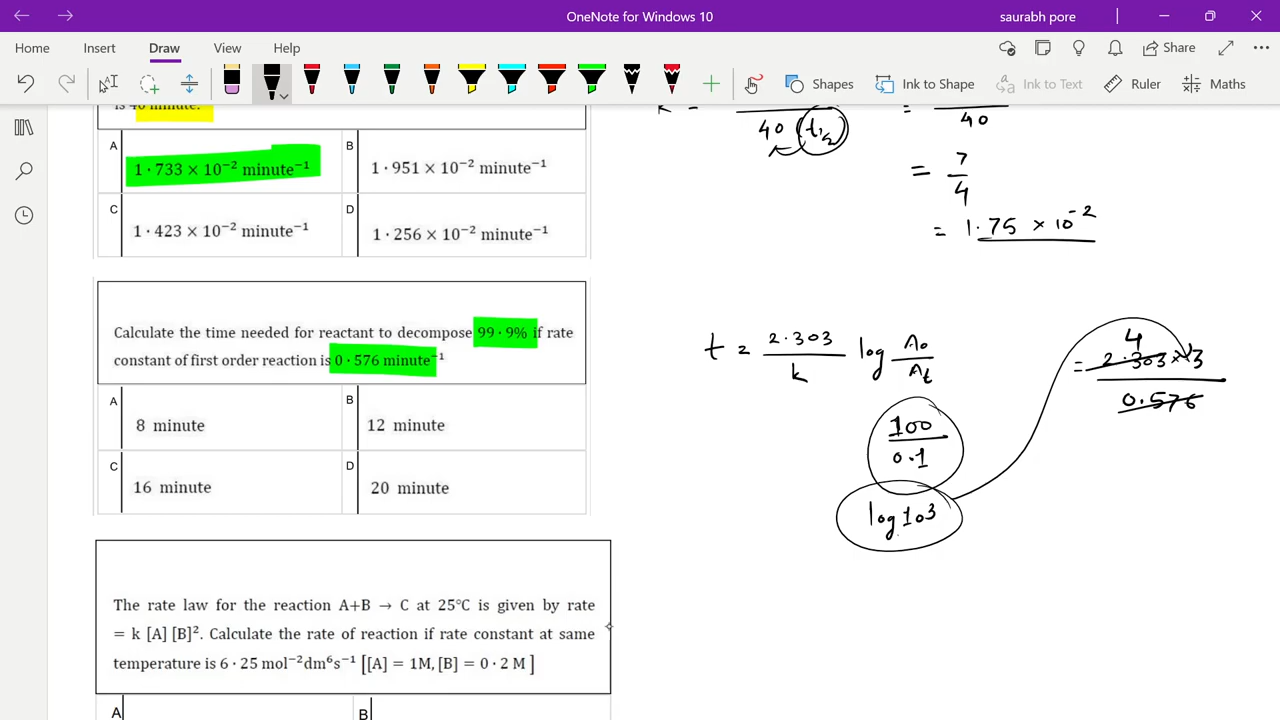 OneNote for Windows 10
saurabh pore
Home Insert Draw View Help
Share
Shapes
Ink to Shape
Ink to Text
Ruler
Maths
is 40 minute.
A 1·733 × 10⁻² minute⁻¹
B 1·951 × 10⁻² minute⁻¹
C 1·423 × 10⁻² minute⁻¹
D 1·256 × 10⁻² minute⁻¹
Calculate the time needed for reactant to decompose 99·9% if rate
constant of first order reaction is 0·576 minute⁻¹
A 8 minute
B 12 minute
C 16 minute
D 20 minute
The rate law for the reaction A+B → C at 25°C is given by rate
= k [A] [B]². Calculate the rate of reaction if rate constant at same
temperature is 6·25 mol⁻²dm⁶s⁻¹ [[A] = 1M, [B] = 0·2 M]
A
B
40 (t1/2)
= 40
= 7/4
= 1.75 × 10⁻²
t = 2.303/k log A₀/Aₜ
100
0.1
log 10³
4
= 2.303 × 3
0.576